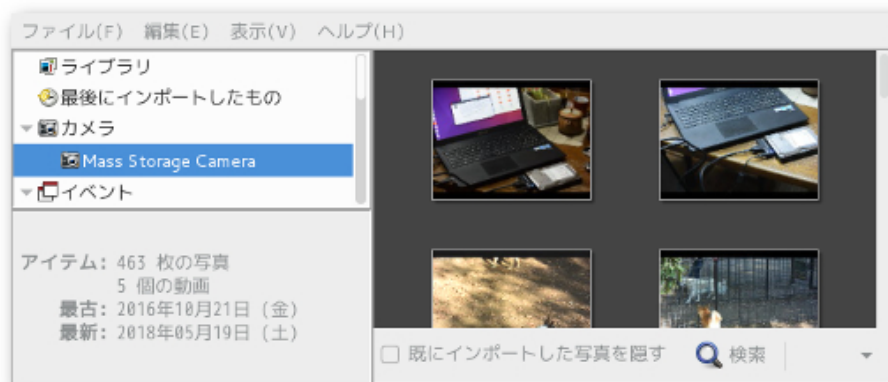 ファイル(F) 編集(E) 表示(V) ヘルプ(H)
ライブラリ
最後にインポートしたもの
カメラ
Mass Storage Camera
イベント
アイテム: 463 枚の写真
5 個の動画
最古: 2016年10月21日 (金)
最新: 2018年05月19日 (土)
既にインポートした写真を隠す 検索